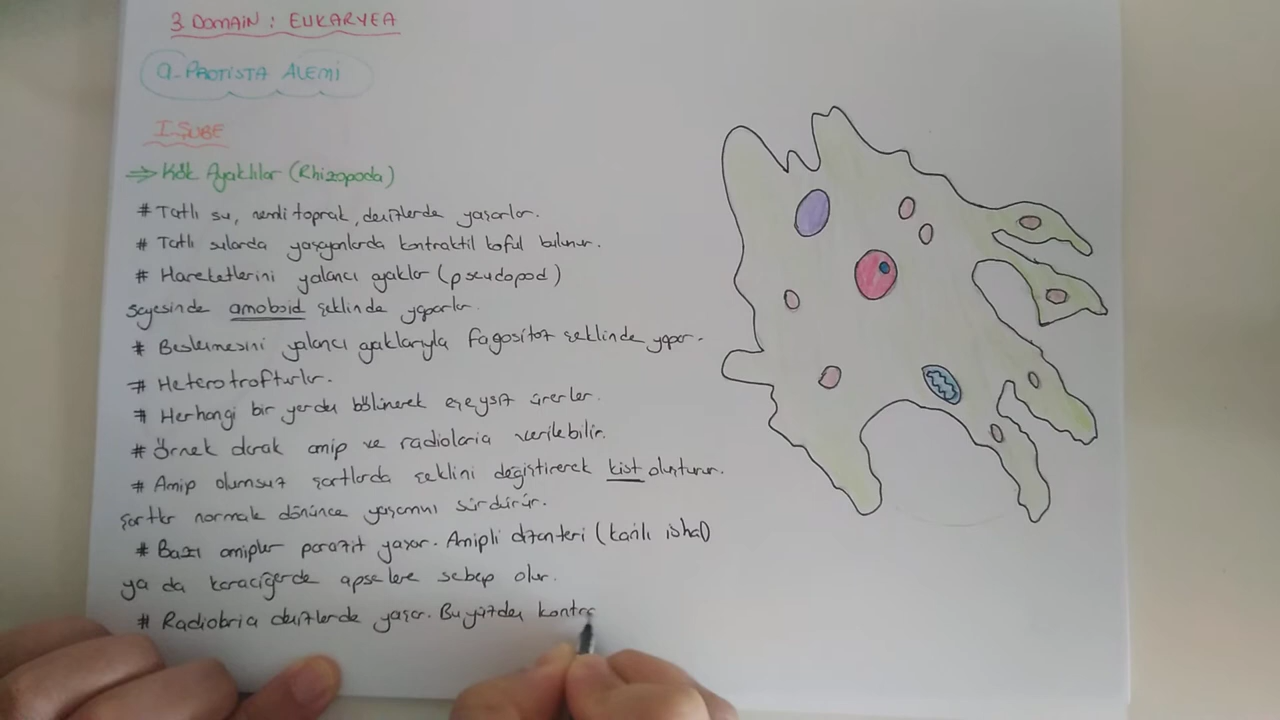 3. DOMAIN : EUKARYEA
a- PROTISTA ALEMİ
I. ŞUBE
⇒ Kök Ayaklılar (Rhizopoda)
# Tatlı su, nemli toprak, denizlerde yaşarlar.
# Tatlı sularda yaşayanlarda kontraktil koful bulunur.
# Hareketlerini yalancı ayaklar (pseudopod)
sayesinde amoboid şeklinde yaparlar.
# Beslenmesini yalancı ayaklarıyla fagositoz şeklinde yapar.
# Heterotrofturlar.
# Herhangi bir yerden bölünerek eşeysiz ürerler.
# Örnek olarak amip ve radiolaria verilebilir.
# Amip olumsuz şartlarda şeklini değiştirerek kist oluşturur.
Şartlar normale dönünce yaşamını sürdürür.
# Bazı amipler parazit yaşar. Amipli dizanteri (kanlı ishal)
ya da karaciğerde apselere sebep olur.
# Radiolaria denizlerde yaşar. Bu yüzden kontra